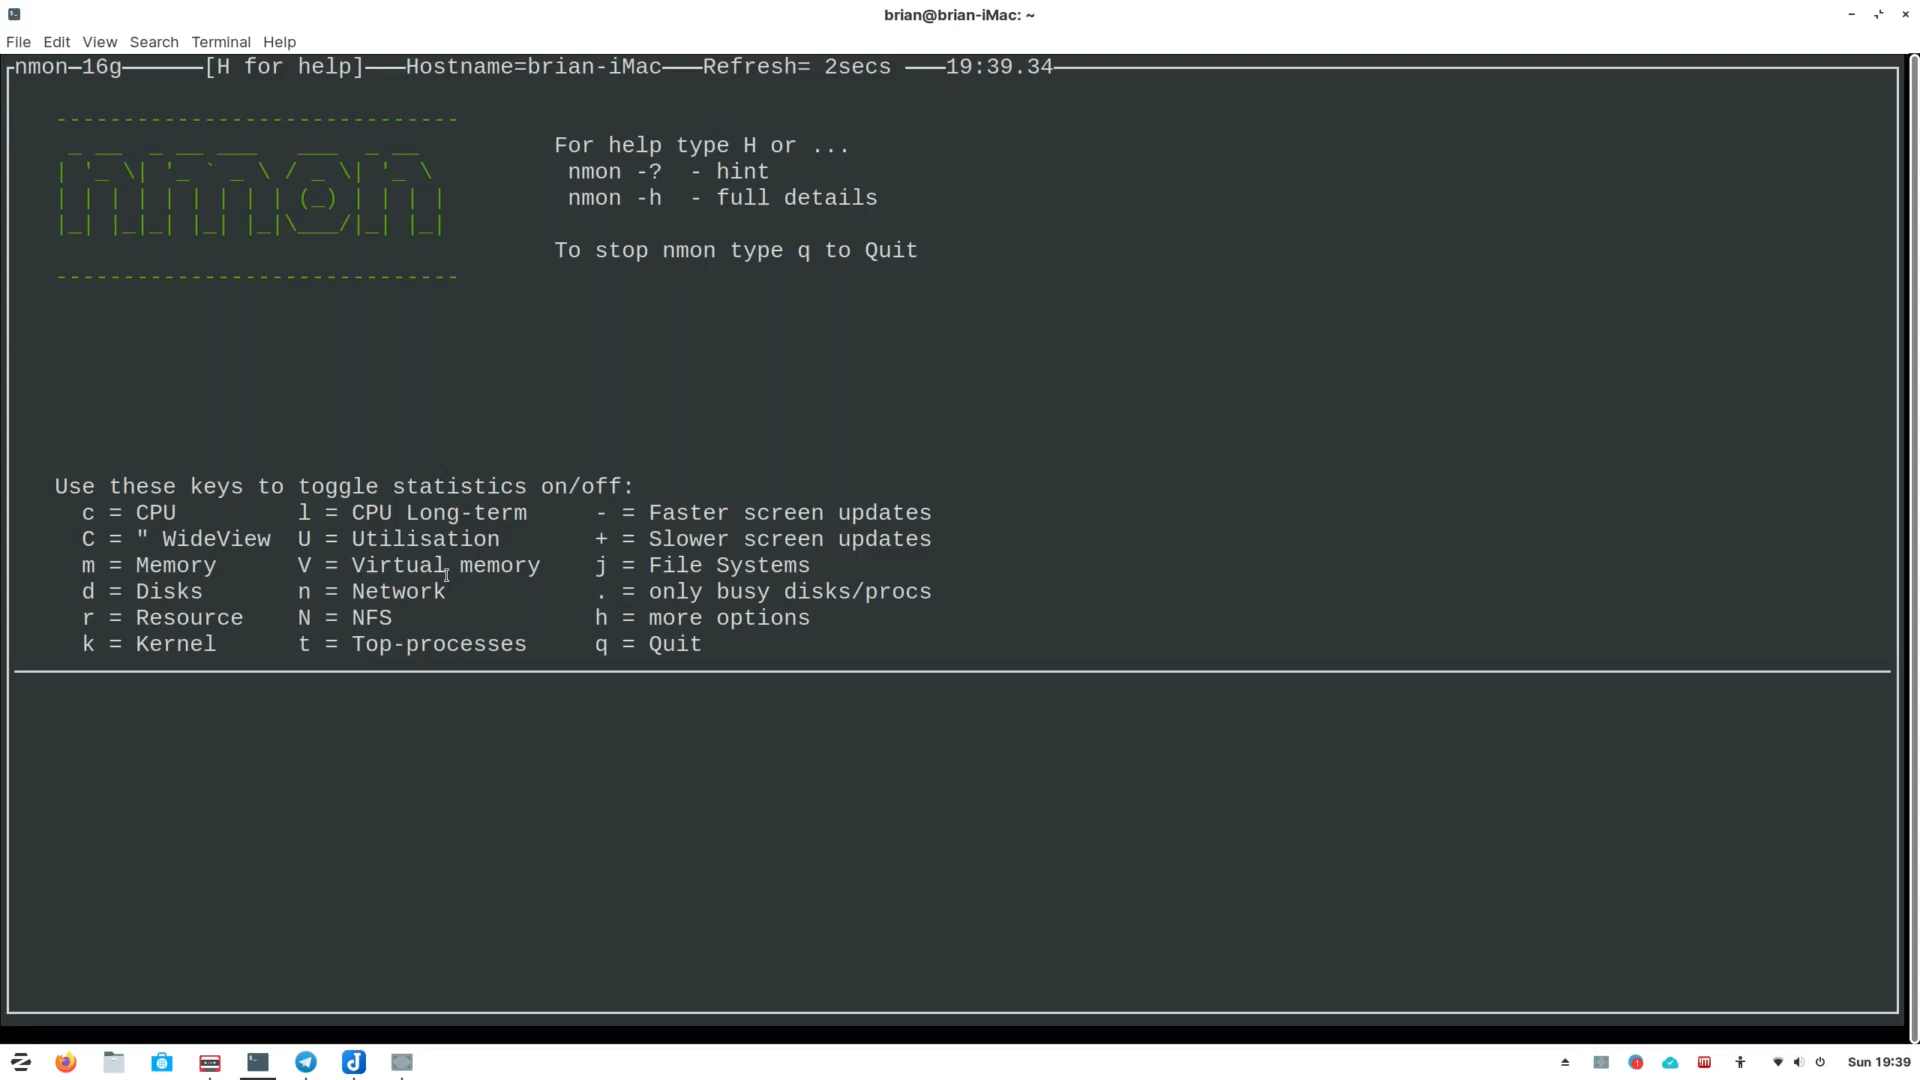 brian@brian-iMac: ~
File Edit View Search Terminal Help
nmon—16g [H for help] Hostname=brian-iMac Refresh= 2secs 19:39.34
nmon
For help type H or ...
nmon -? - hint
nmon -h - full details
To stop nmon type q to Quit
Use these keys to toggle statistics on/off:
c = CPU l = CPU Long-term - = Faster screen updates
C = " WideView U = Utilisation + = Slower screen updates
m = Memory V = Virtual memory j = File Systems
d = Disks n = Network . = only busy disks/procs
r = Resource N = NFS h = more options
k = Kernel t = Top-processes q = Quit
Sun 19:39